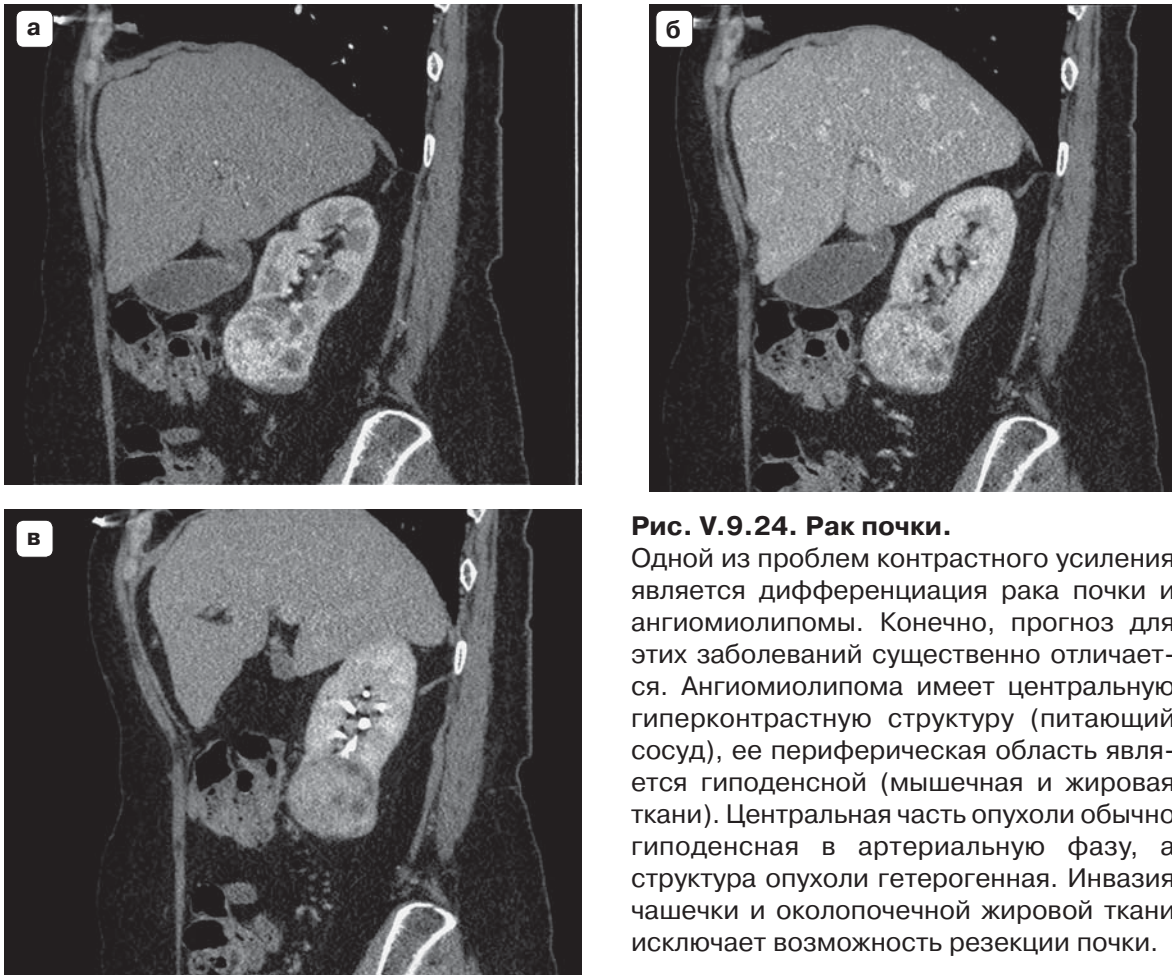 а
б
в
Рис. V.9.24. Рак почки.
Одной из проблем контрастного усиления
является дифференциация рака почки и
ангиомиолипомы. Конечно, прогноз для
этих заболеваний существенно отличает-
ся. Ангиомиолипома имеет центральную
гиперконтрастную структуру (питающий
сосуд), ее периферическая область явля-
ется гиподенсной (мышечная и жировая
ткани). Центральная часть опухоли обычно
гиподенсная в артериальную фазу, а
структура опухоли гетерогенная. Инвазия
чашечки и околопочечной жировой ткани
исключает возможность резекции почки.